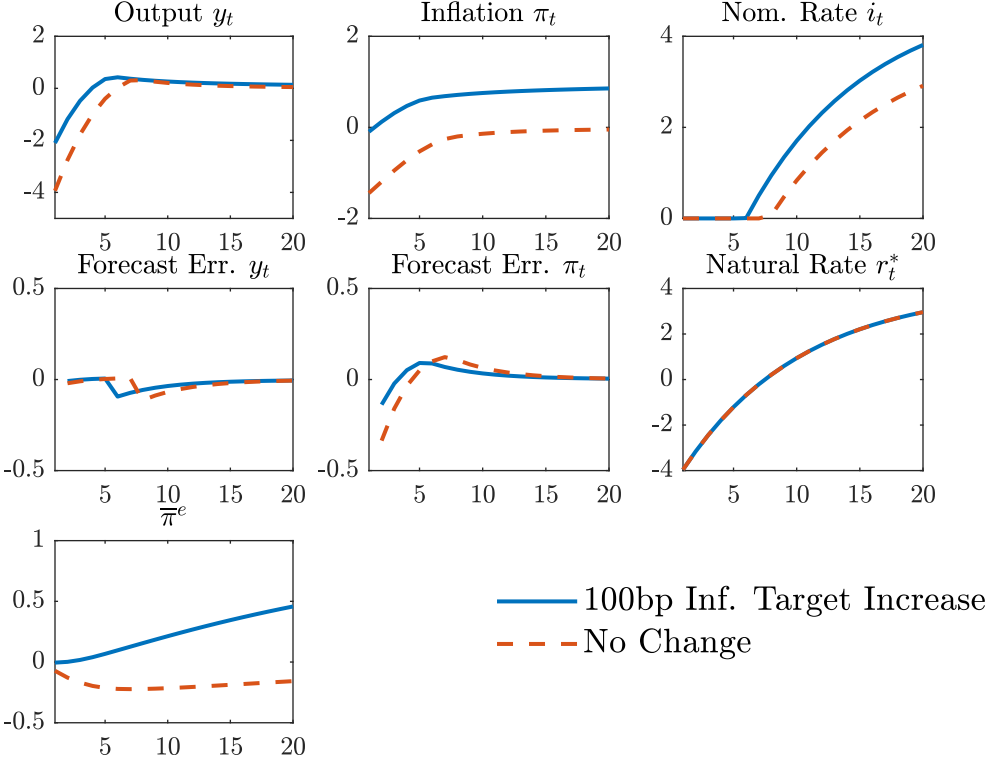 Output y_t
Inflation π_t
Nom. Rate i_t
2
0
-2
-4
5 10 15 20
2
0
-2
5 10 15 20
4
2
0
5 10 15 20
Forecast Err. y_t
Forecast Err. π_t
Natural Rate r_t^*
0.5
0
-0.5
5 10 15 20
0.5
0
-0.5
5 10 15 20
4
2
0
-2
-4
5 10 15 20
π̅^e
1
0.5
0
-0.5
5 10 15 20
100bp Inf. Target Increase
No Change